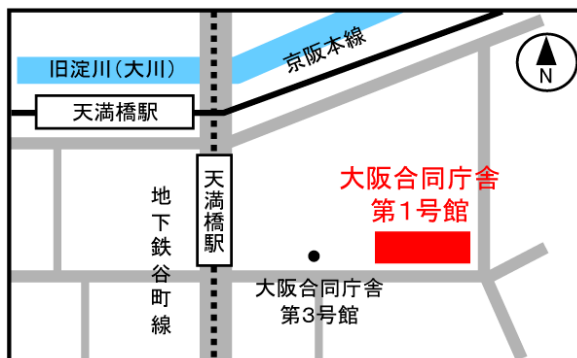 旧淀川(大川)
京阪本線
N
天満橋駅
天満橋駅
地下鉄谷町線
大阪合同庁舎
第1号館
大阪合同庁舎
第3号館